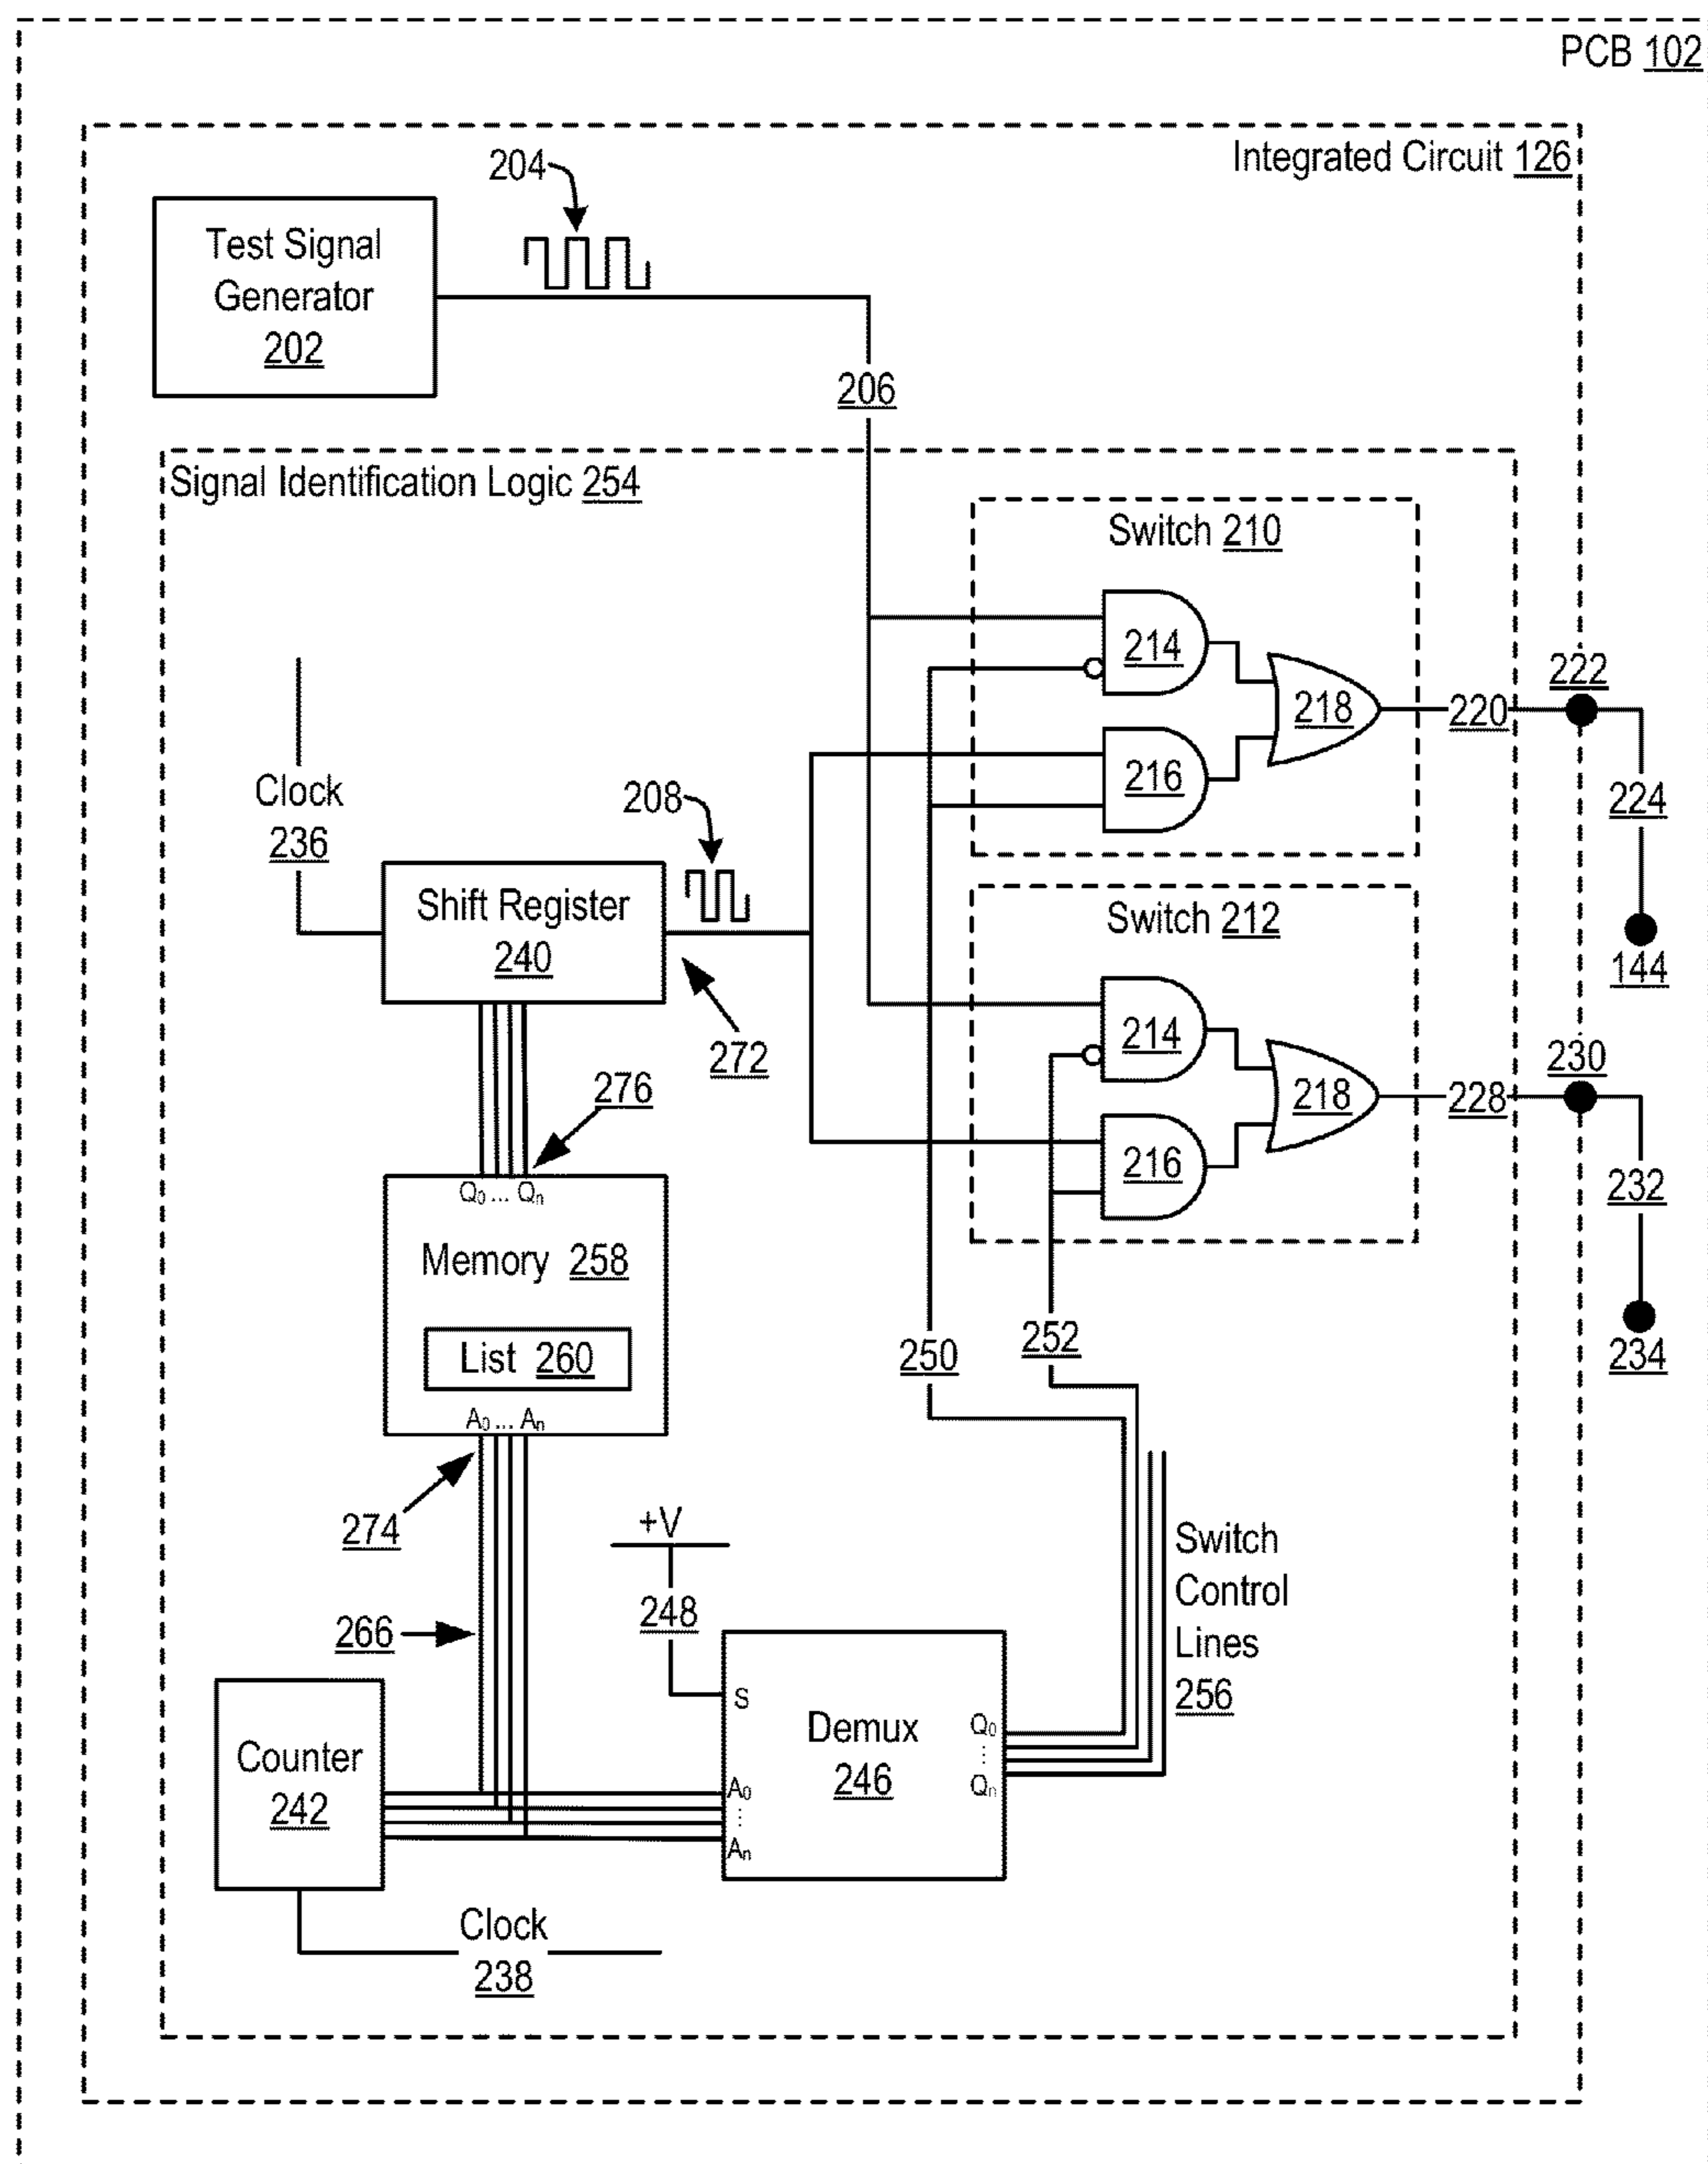 PCB 102
Integrated Circuit 126
204
Test Signal
Generator
202
206
Signal Identification Logic 254
Switch 210
214
216
218
220
222
224
144
Clock
236
208
Shift Register
240
272
Switch 212
214
216
218
228
230
232
234
276
Q0 ... Qn
Memory 258
List 260
A0 ... An
274
250
252
266
+V
248
Switch
Control
Lines
256
S
Demux
246
Q0
⋮
Qn
A0
⋮
An
Counter
242
Clock
238